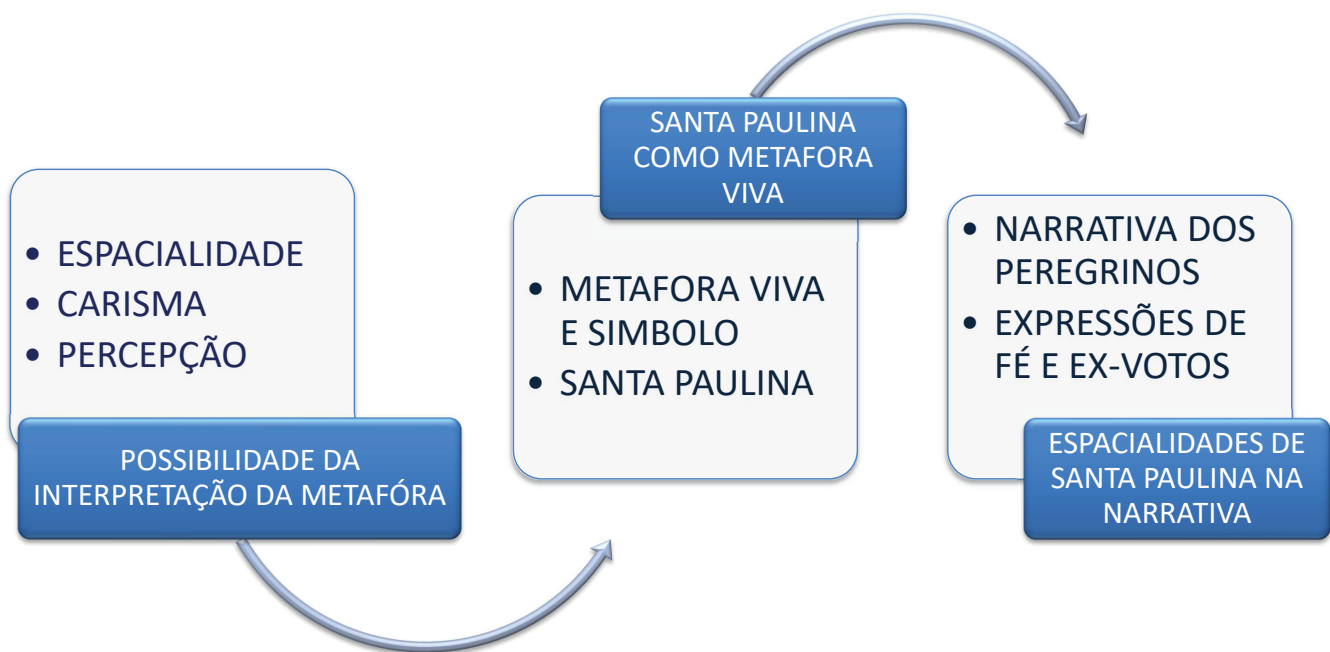 • ESPACIALIDADE
• CARISMA
• PERCEPÇÃO
POSSIBILIDADE DA
INTERPRETAÇÃO DA METAFÓRA
SANTA PAULINA
COMO METAFORA
VIVA
• METAFORA VIVA
E SIMBOLO
• SANTA PAULINA
• NARRATIVA DOS
PEREGRINOS
• EXPRESSÕES DE
FÉ E EX-VOTOS
ESPACIALIDADES DE
SANTA PAULINA NA
NARRATIVA